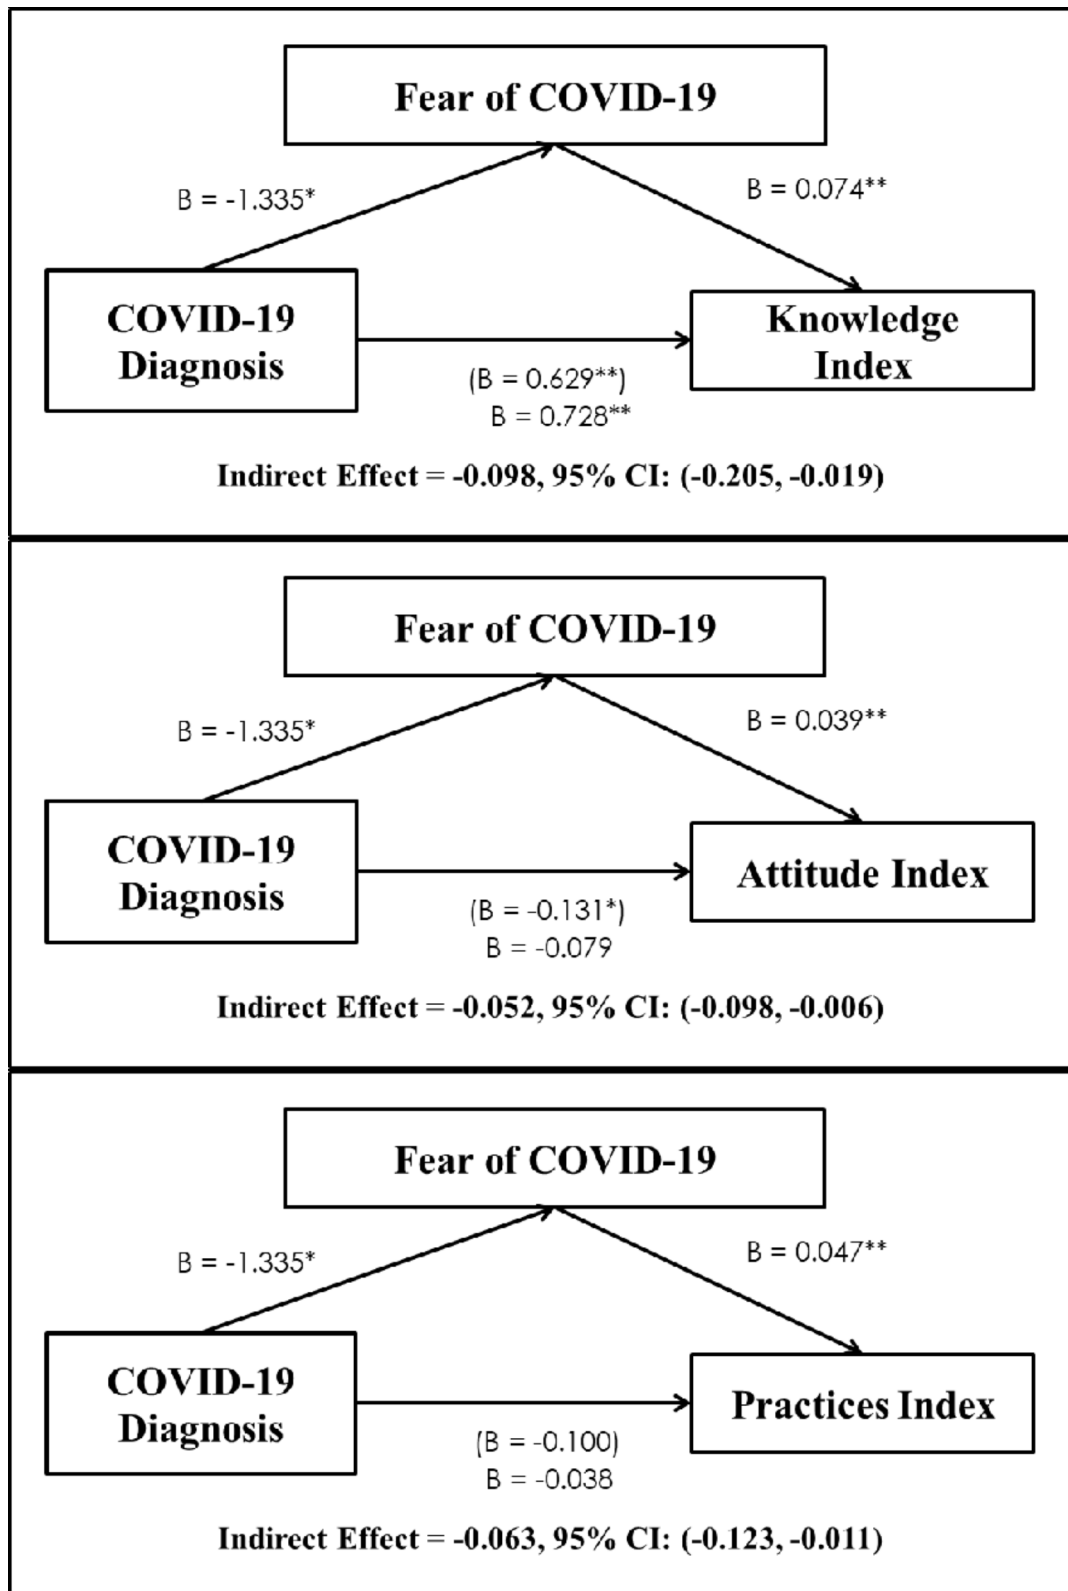 Fear of COVID-19
B = -1.335*
B = 0.074**
COVID-19
Diagnosis
Knowledge
Index
(B = 0.629**)
B = 0.728**
Indirect Effect = -0.098, 95% CI: (-0.205, -0.019)
Fear of COVID-19
B = -1.335*
B = 0.039**
COVID-19
Diagnosis
Attitude Index
(B = -0.131*)
B = -0.079
Indirect Effect = -0.052, 95% CI: (-0.098, -0.006)
Fear of COVID-19
B = -1.335*
B = 0.047**
COVID-19
Diagnosis
Practices Index
(B = -0.100)
B = -0.038
Indirect Effect = -0.063, 95% CI: (-0.123, -0.011)